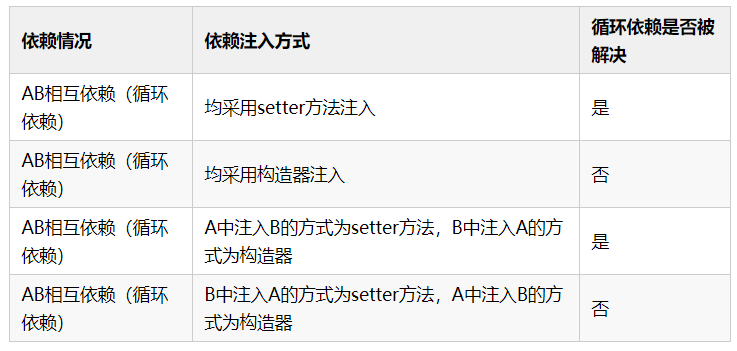 依赖情况
依赖注入方式
循环依赖是否被
解决
AB相互依赖（循环
依赖）
均采用setter方法注入
是
AB相互依赖（循环
依赖）
均采用构造器注入
否
AB相互依赖（循环
依赖）
A中注入B的方式为setter方法，B中注入A的方
式为构造器
是
AB相互依赖（循环
依赖）
B中注入A的方式为setter方法，A中注入B的方
式为构造器
否